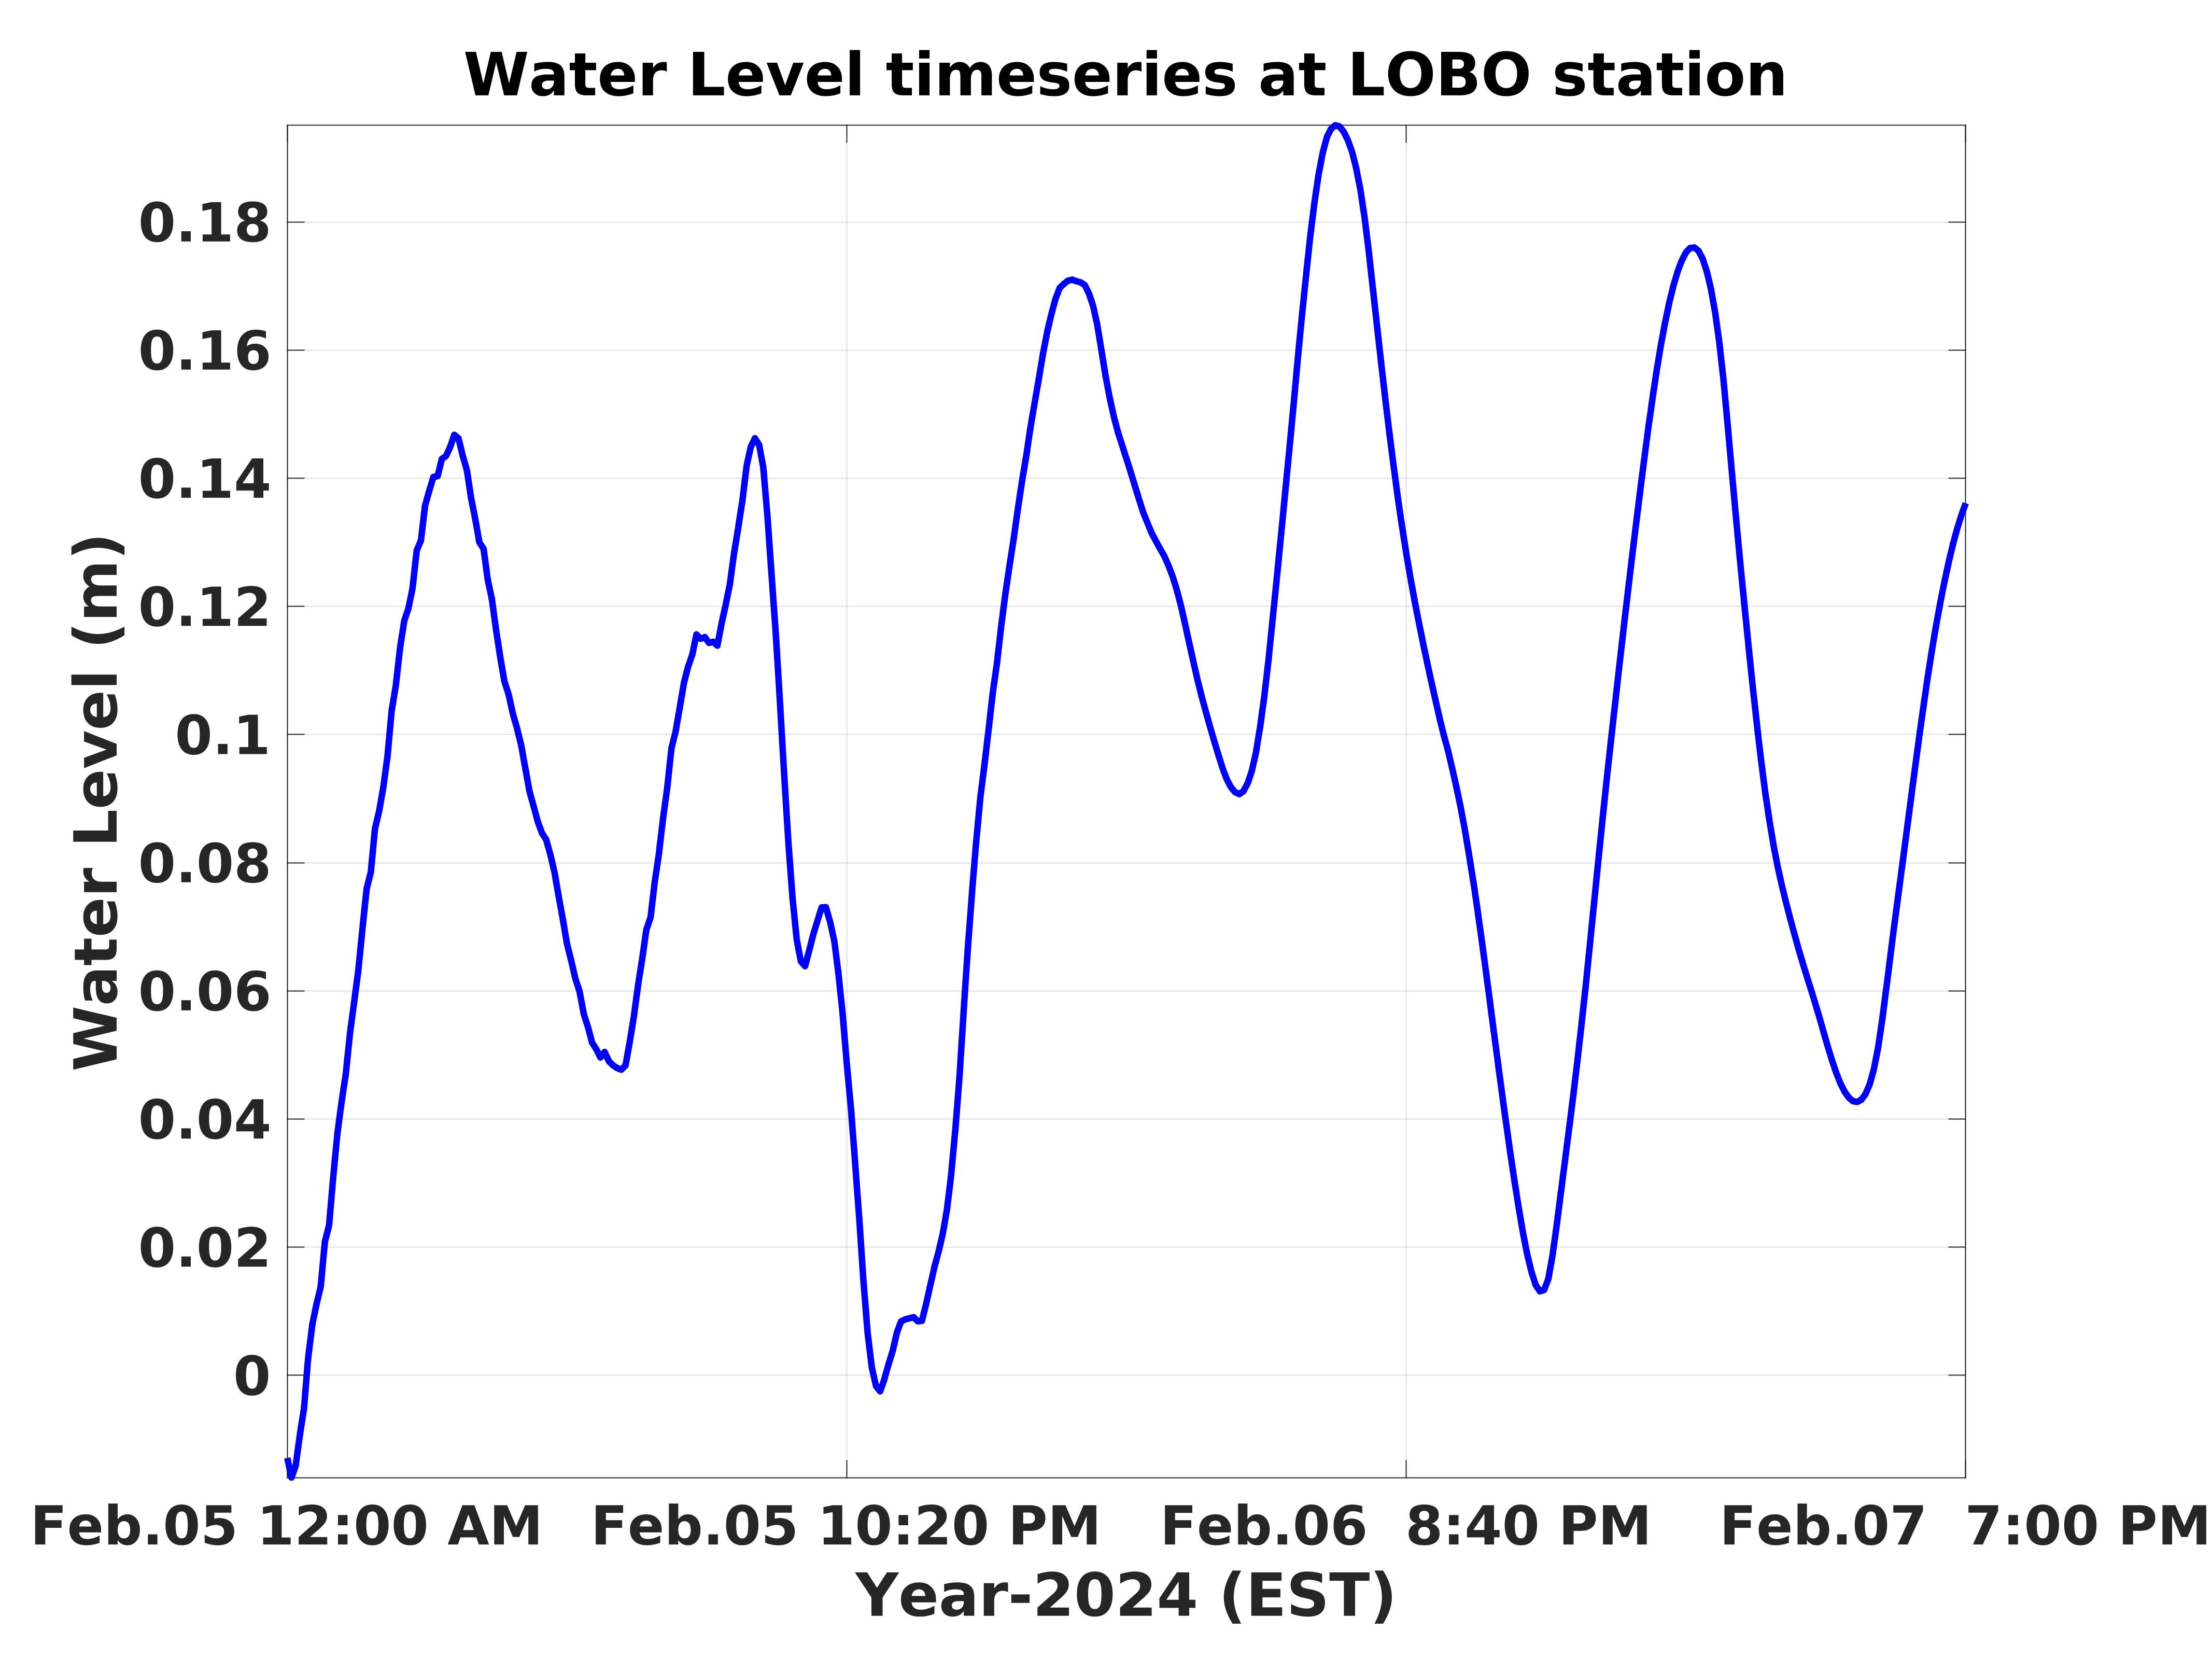 Water Level timeseries at LOBO station
Water Level (m)
0.18
0.16
0.14
0.12
0.1
0.08
0.06
0.04
0.02
0
Feb.05 12:00 AM Feb.05 10:20 PM Feb.06 8:40 PM Feb.07 7:00 PM
Year-2024 (EST)